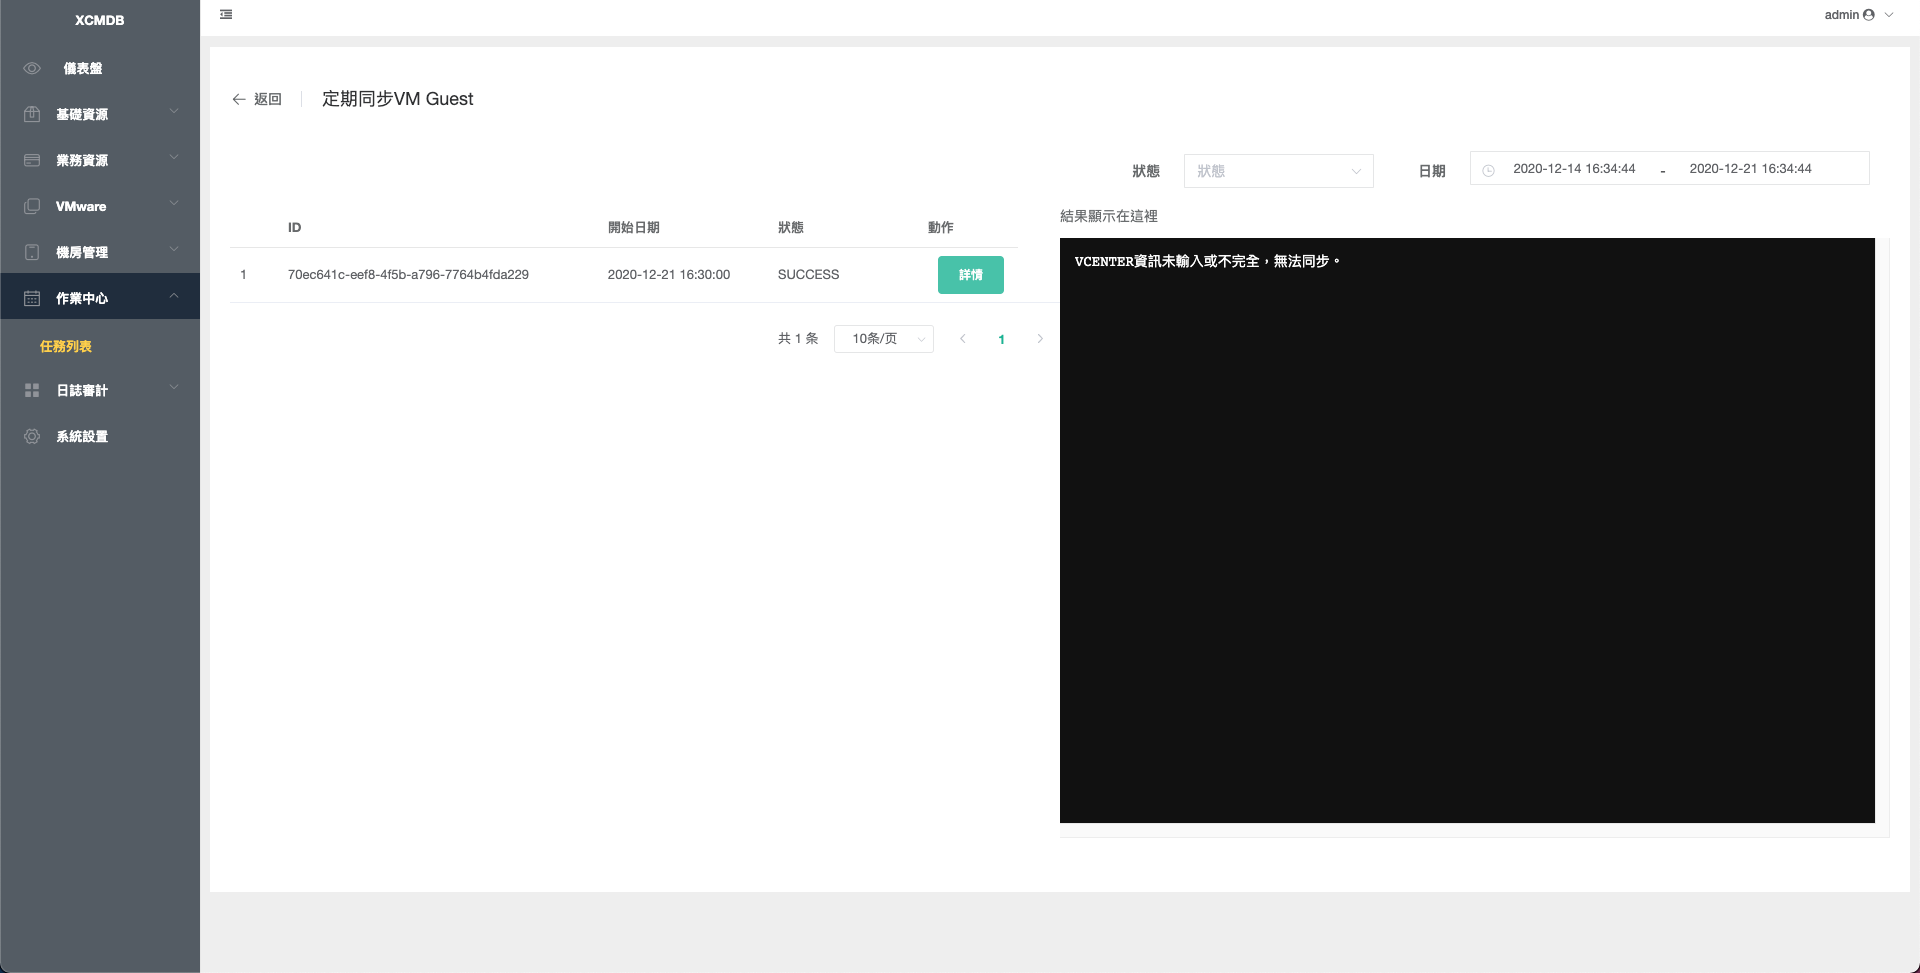 XCMDB
admin
儀表盤
基礎資源
業務資源
VMware
機房管理
作業中心
任務列表
日誌審計
系統設置
返回
定期同步VM Guest
狀態 狀態 日期 2020-12-14 16:34:44 - 2020-12-21 16:34:44
ID 開始日期 狀態 動作
1 70ec641c-eef8-4f5b-a796-7764b4fda229 2020-12-21 16:30:00 SUCCESS 詳情
共 1 条 10条/页 1
結果顯示在這裡
VCENTER資訊未輸入或不完全，無法同步。